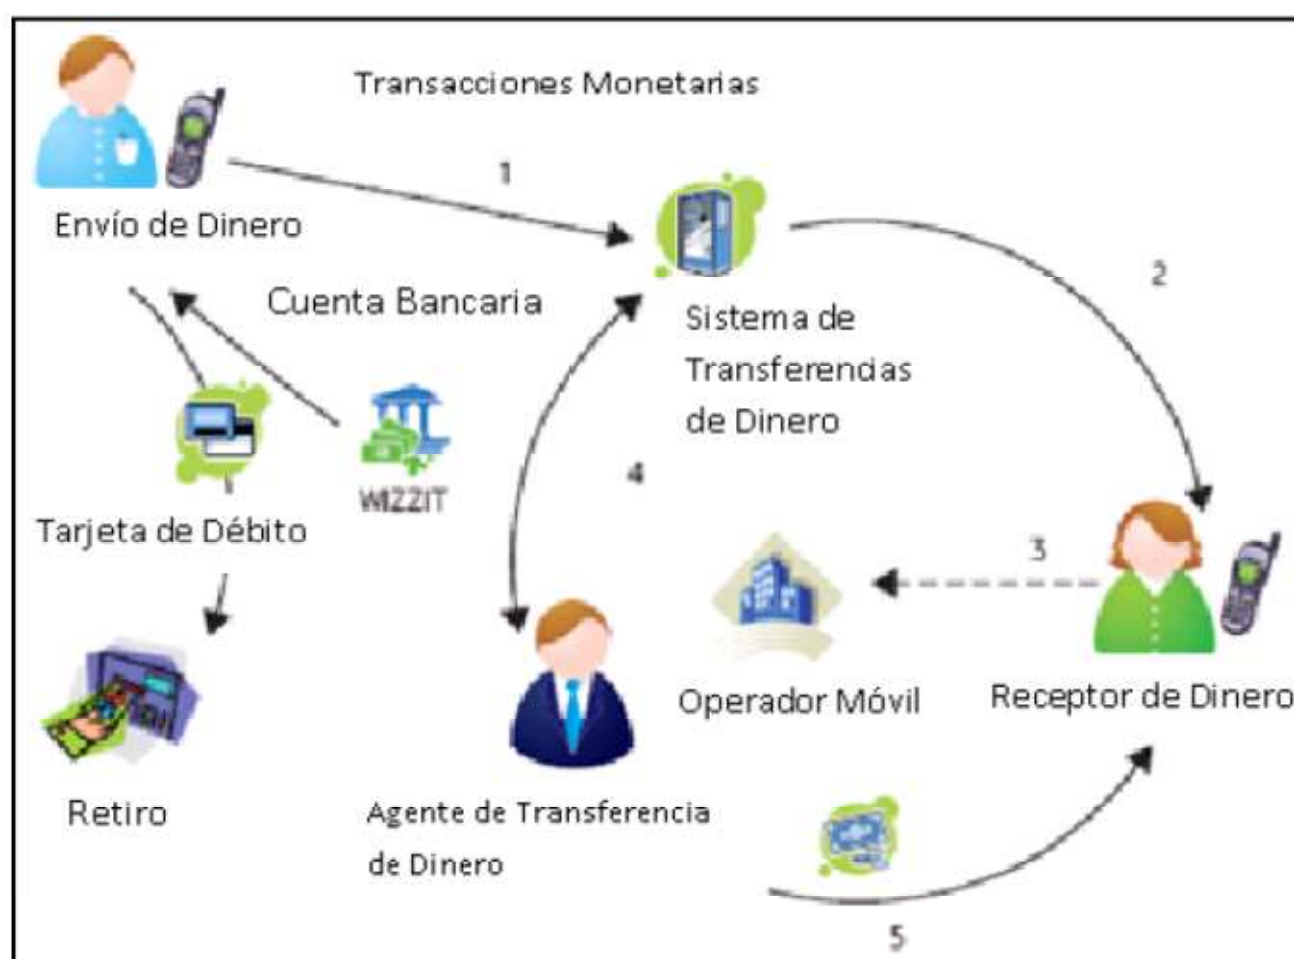 Transacciones Monetarias
1
Envío de Dinero
2
Cuenta Bancaria
Sistema de
Transferencias
de Dinero
4
WIZZIT
Tarjeta de Débito
3
Operador Móvil
Receptor de Dinero
Retiro
Agente de Transferencia
de Dinero
5